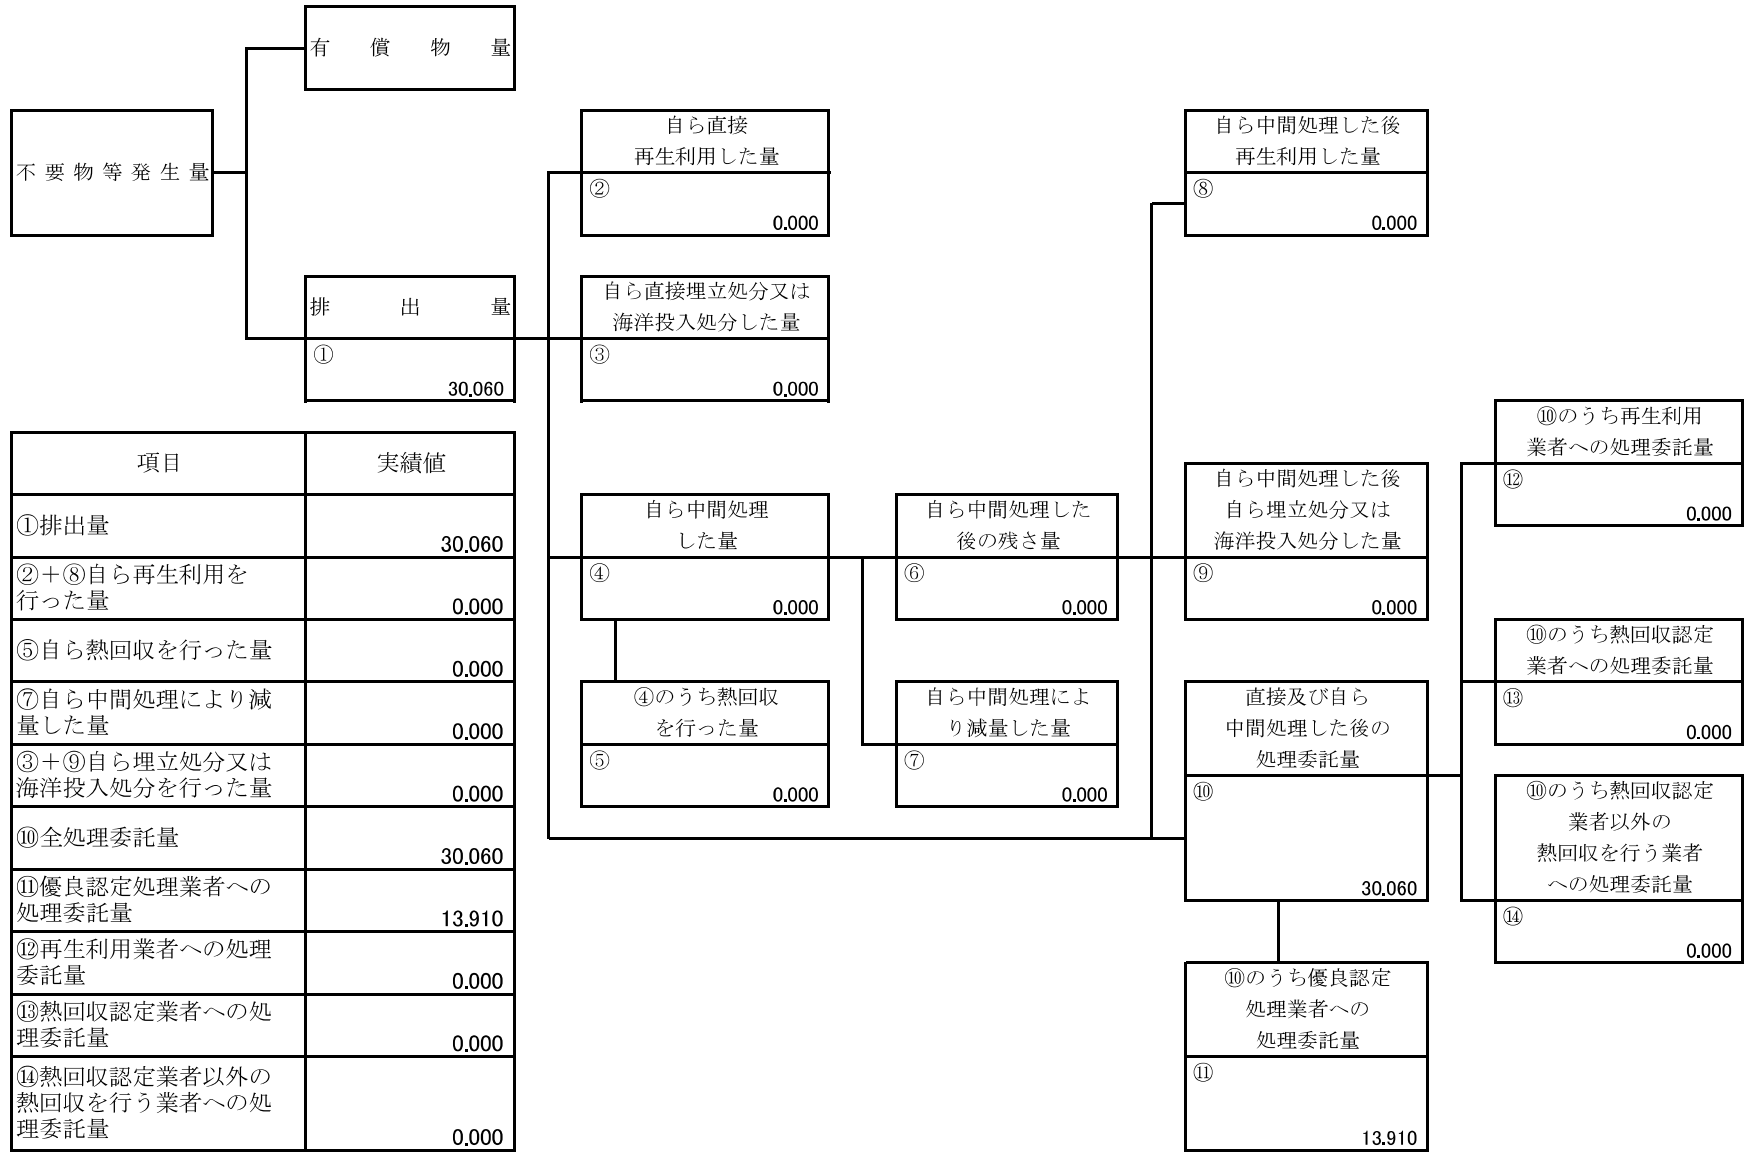 有償物量
不要物等発生量
排出量
①
30.060
自ら直接
再生利用した量
②
0.000
自ら直接埋立処分又は
海洋投入処分した量
③
0.000
自ら中間処理
した量
④
0.000
④のうち熱回収
を行った量
⑤
0.000
自ら中間処理した
後の残さ量
⑥
0.000
自ら中間処理によ
り減量した量
⑦
0.000
自ら中間処理した後
再生利用した量
⑧
0.000
自ら中間処理した後
自ら埋立処分又は
海洋投入処分した量
⑨
0.000
直接及び自ら
中間処理した後の
処理委託量
⑩
30.060
⑩のうち優良認定
処理業者への
処理委託量
⑪
13.910
⑩のうち再生利用
業者への処理委託量
⑫
0.000
⑩のうち熱回収認定
業者への処理委託量
⑬
0.000
⑩のうち熱回収認定
業者以外の
熱回収を行う業者
への処理委託量
⑭
0.000
項目
実績値
①排出量
30.060
②＋⑧自ら再生利用を
行った量
0.000
⑤自ら熱回収を行った量
0.000
⑦自ら中間処理により減
量した量
0.000
③＋⑨自ら埋立処分又は
海洋投入処分を行った量
0.000
⑩全処理委託量
30.060
⑪優良認定処理業者への
処理委託量
13.910
⑫再生利用業者への処理
委託量
0.000
⑬熱回収認定業者への処
理委託量
0.000
⑭熱回収認定業者以外の
熱回収を行う業者への処
理委託量
0.000